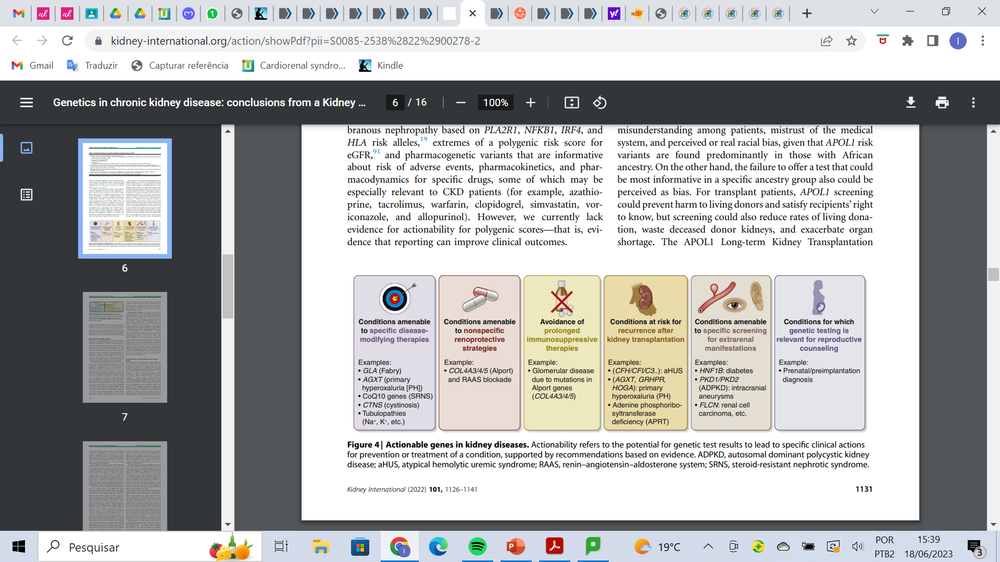 kidney-international.org/action/showPdf?pii=S0085-2538%2822%2900278-2
Gmail
Traduzir
Capturar referência
Cardiorenal syndro...
Kindle
Genetics in chronic kidney disease: conclusions from a Kidney ...
6 / 16
100%
6
7
branous nephropathy based on PLA2R1, NFKB1, IRF4, and
HLA risk alleles,19 extremes of a polygenic risk score for
eGFR,91 and pharmacogenetic variants that are informative
about risk of adverse events, pharmacokinetics, and phar-
macodynamics for specific drugs, some of which may be
especially relevant to CKD patients (for example, azathio-
prine, tacrolimus, warfarin, clopidogrel, simvastatin, vor-
iconazole, and allopurinol). However, we currently lack
evidence for actionability for polygenic scores—that is, evi-
dence that reporting can improve clinical outcomes.
misunderstanding among patients, mistrust of the medical
system, and perceived or real racial bias, given that APOL1 risk
variants are found predominantly in those with African
ancestry. On the other hand, the failure to offer a test that could
be most informative in a specific ancestry group also could be
perceived as bias. For transplant patients, APOL1 screening
could prevent harm to living donors and satisfy recipients' right
to know, but screening could also reduce rates of living dona-
tion, waste deceased donor kidneys, and exacerbate organ
shortage. The APOL1 Long-term Kidney Transplantation
Conditions amenable
to specific disease-
modifying therapies
Examples:
• GLA (Fabry)
• AGXT (primary
hyperoxaluria [PH])
• CoQ10 genes (SRNS)
• CTNS (cystinosis)
• Tubulopathies
(Na+, K+, etc.)
Conditions amenable
to nonspecific
renoprotective
strategies
Example:
• COL4A3/4/5 (Alport)
and RAAS blockade
Avoidance of
prolonged
immunosuppressive
therapies
Example:
• Glomerular disease
due to mutations in
Alport genes
(COL4A3/4/5)
Conditions at risk for
recurrence after
kidney transplantation
Examples:
• (CFH/CFI/C3..): aHUS
• (AGXT, GRHPR,
HOGA): primary
hyperoxaluria (PH)
• Adenine phosphoribo-
syltransferase
deficiency (APRT)
Conditions amenable
to specific screening
for extrarenal
manifestations
Examples:
• HNF1B: diabetes
• PKD1/PKD2
(ADPKD): intracranial
aneurysms
• FLCN: renal cell
carcinoma, etc.
Conditions for which
genetic testing is
relevant for reproductive
counseling
Example:
• Prenatal/preimplantation
diagnosis
Figure 4 | Actionable genes in kidney diseases. Actionability refers to the potential for genetic test results to lead to specific clinical actions
for prevention or treatment of a condition, supported by recommendations based on evidence. ADPKD, autosomal dominant polycystic kidney
disease; aHUS, atypical hemolytic uremic syndrome; RAAS, renin–angiotensin–aldosterone system; SRNS, steroid-resistant nephrotic syndrome.
Kidney International (2022) 101, 1126–1141
1131
Pesquisar
19°C
POR
PTB2
15:39
18/06/2023
3